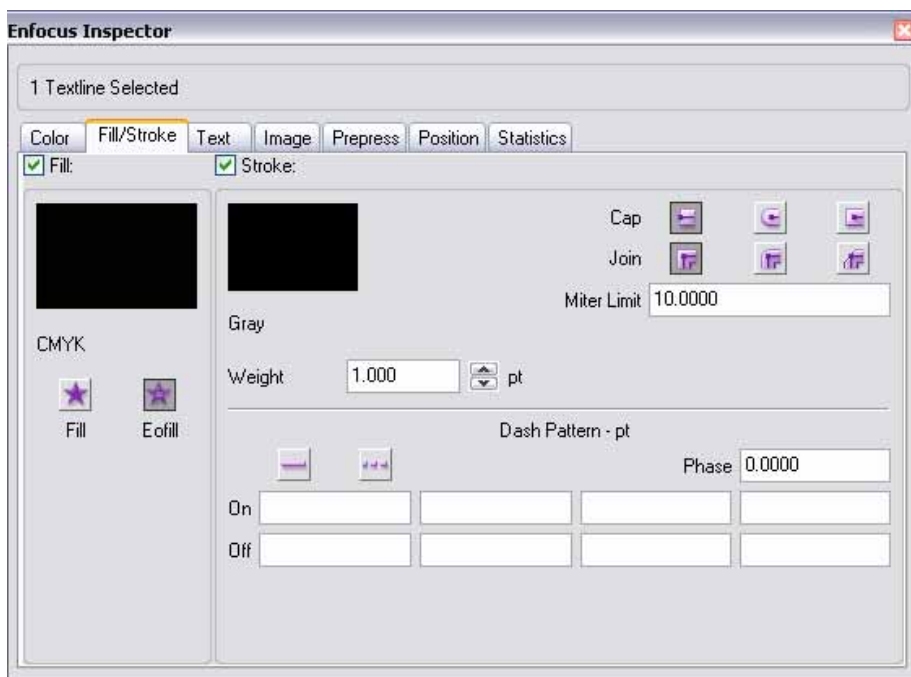 Enfocus Inspector
1 Textline Selected
Color Fill/Stroke Text Image Prepress Position Statistics
Fill: Stroke:
Cap
Join
Miter Limit 10.0000
Gray
CMYK
Weight 1.000 pt
Fill Eofill
Dash Pattern - pt
Phase 0.0000
On
Off